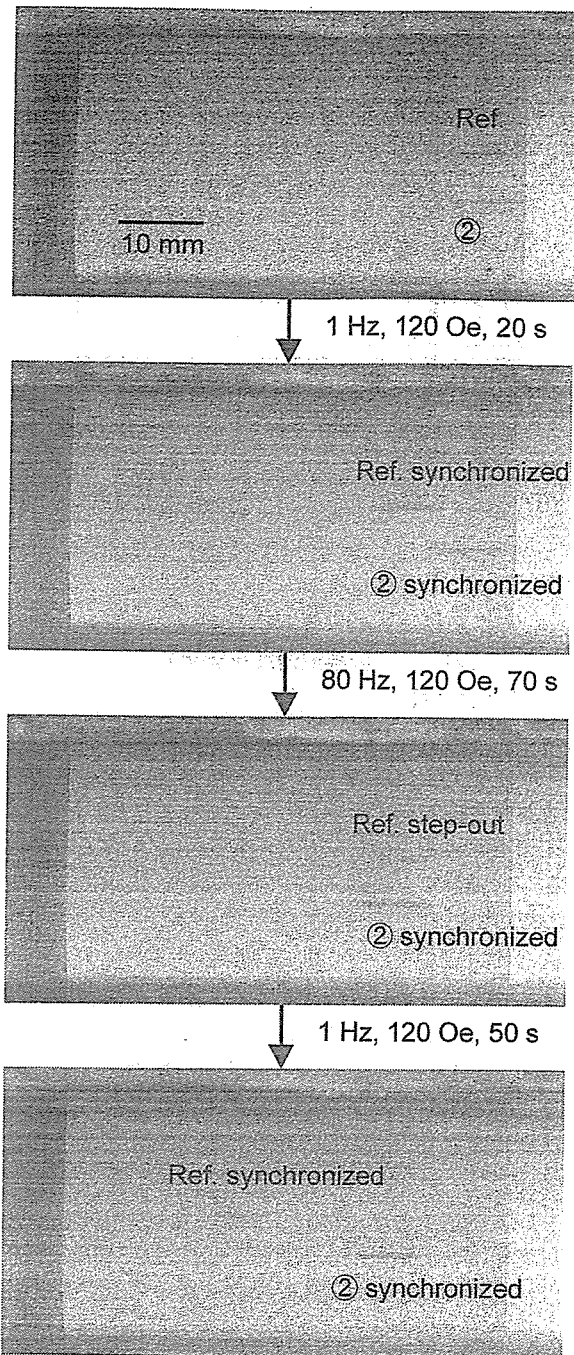 Ref.
10 mm
②
1 Hz, 120 Oe, 20 s
Ref. synchronized
② synchronized
80 Hz, 120 Oe, 70 s
Ref. step-out
② synchronized
1 Hz, 120 Oe, 50 s
Ref. synchronized
② synchronized